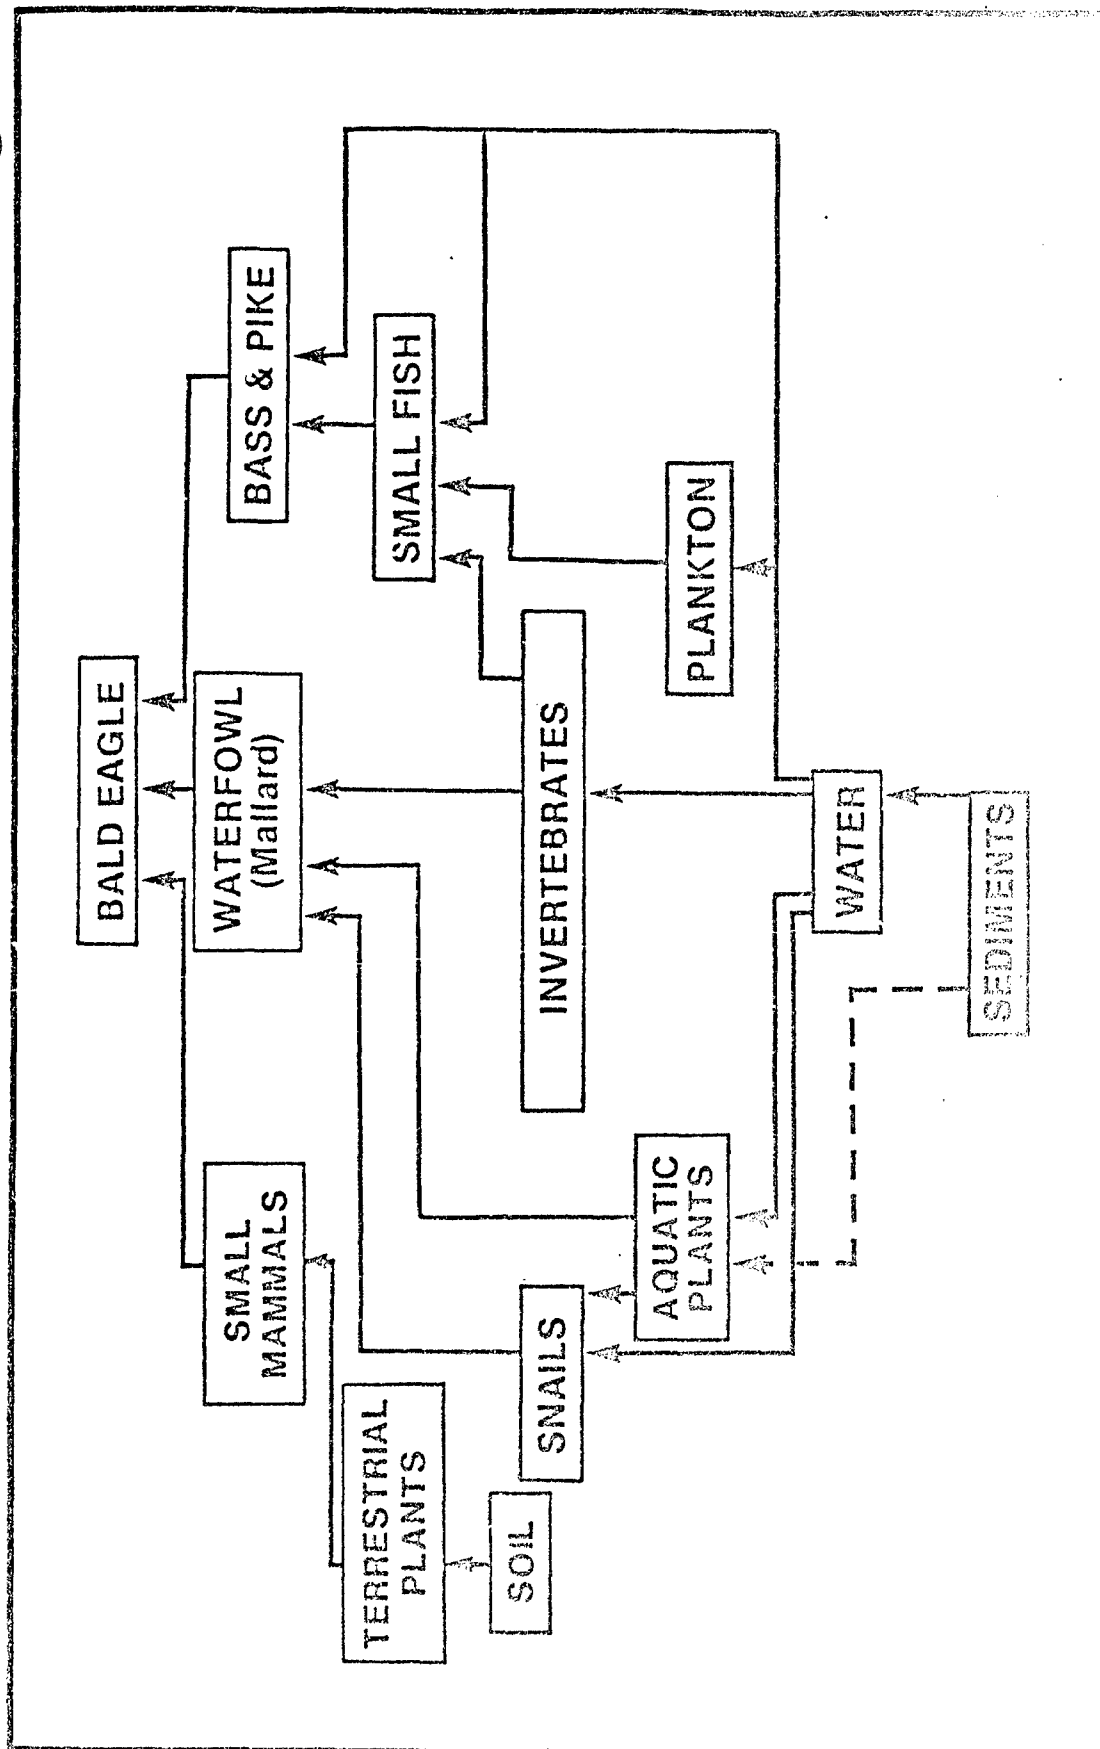 BALD EAGLE
SMALL
MAMMALS
WATERFOWL
(Mallard)
BASS & PIKE
TERRESTRIAL
PLANTS
SMALL FISH
SOIL
SNAILS
INVERTEBRATES
AQUATIC
PLANTS
PLANKTON
WATER
SEDIMENTS